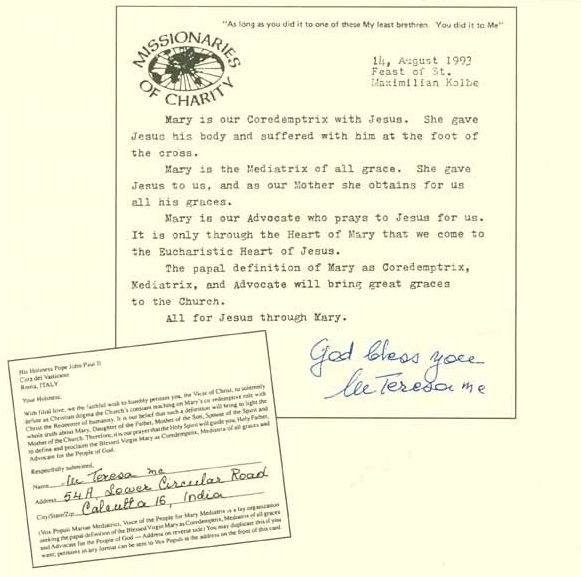 "As long as you did it to one of these My least brethren. You did it to Me"
MISSIONARIES
OF CHARITY
14, August 1993
Feast of St.
Maximilian Kolbe
Mary is our Coredemptrix with Jesus. She gave
Jesus his body and suffered with him at the foot of
the cross.
Mary is the Mediatrix of all grace. She gave
Jesus to us, and as our Mother she obtains for us
all his graces.
Mary is our Advocate who prays to Jesus for us.
It is only through the Heart of Mary that we come to
the Eucharistic Heart of Jesus.
The papal definition of Mary as Coredemptrix,
Mediatrix, and Advocate will bring great graces
to the Church.
All for Jesus through Mary.
God bless you
M Teresa mc
His Holiness Pope John Paul II
Citta del Vaticano
Roma, ITALY
Your Holiness:
With filial love, we the faithful wish to humbly petition you, the Vicar of Christ, to solemnly
define as Christian dogma the Church's constant teaching on Mary's co-redemptive role with
Christ the Redeemer of humanity. It is our belief that such a definition will bring to light the
whole truth about Mary, Daughter of the Father, Mother of the Son, Spouse of the Spirit and
Mother of the Church. Therefore, it is our prayer that the Holy Spirit will guide you, Holy Father,
to define and proclaim the Blessed Virgin Mary as Coredemptrix, Mediatrix of all graces and
Advocate for the People of God.
Respectfully submitted,
Name M Teresa mc
Address 54A, Lower Circular Road
City/State/Zip Calcutta 16, India
(Vox Populi Mariae Mediatrici, Voice of the People for Mary Mediatrix is a lay organization
seeking the papal definition of the Blessed Virgin Mary as Coredemptrix, Mediatrix of all graces
and Advocate for the People of God — Address on reverse side) You may duplicate this if you
want; petitions in any format can be sent to Vox Populi at the address on the front of this card.